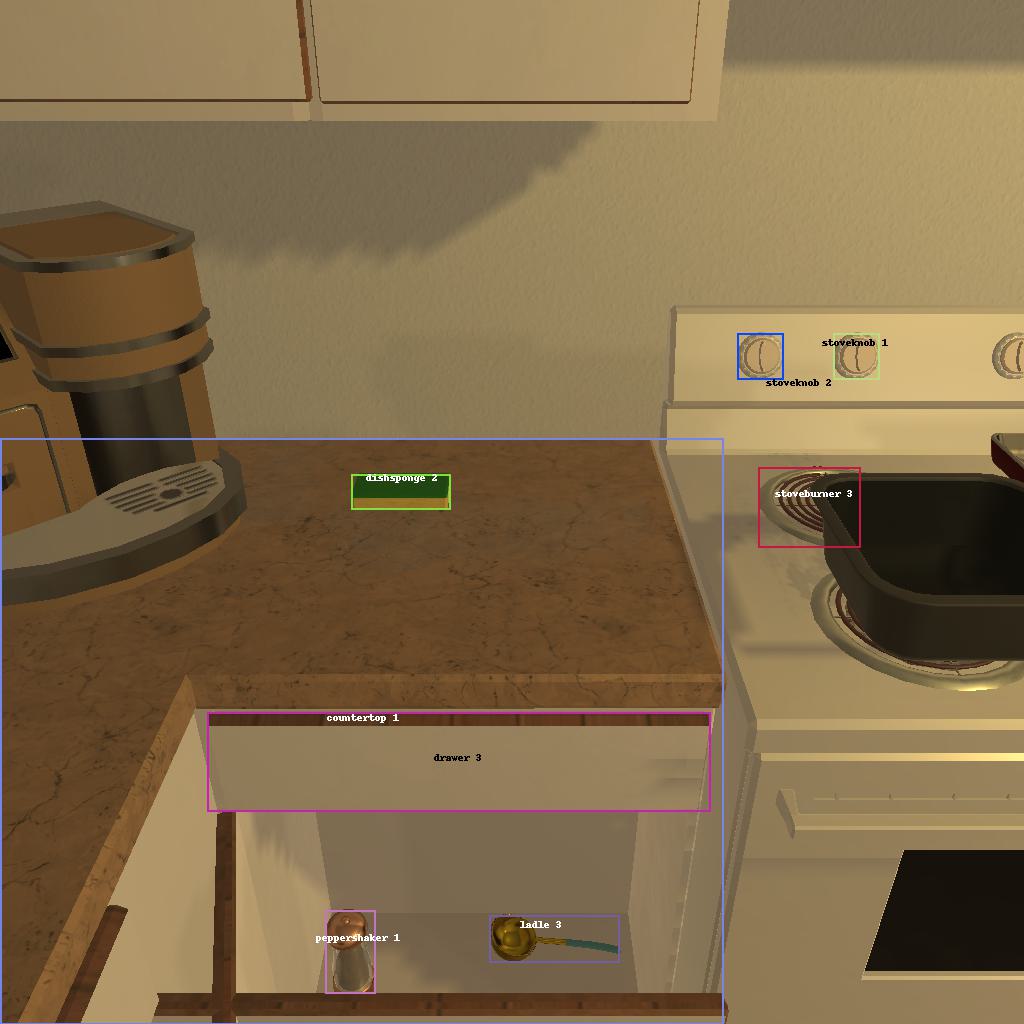 stoveknob 1
stoveknob 2
dishsponge 2
stoveburner 3
countertop 1
drawer 3
ladle 3
peppershaker 1